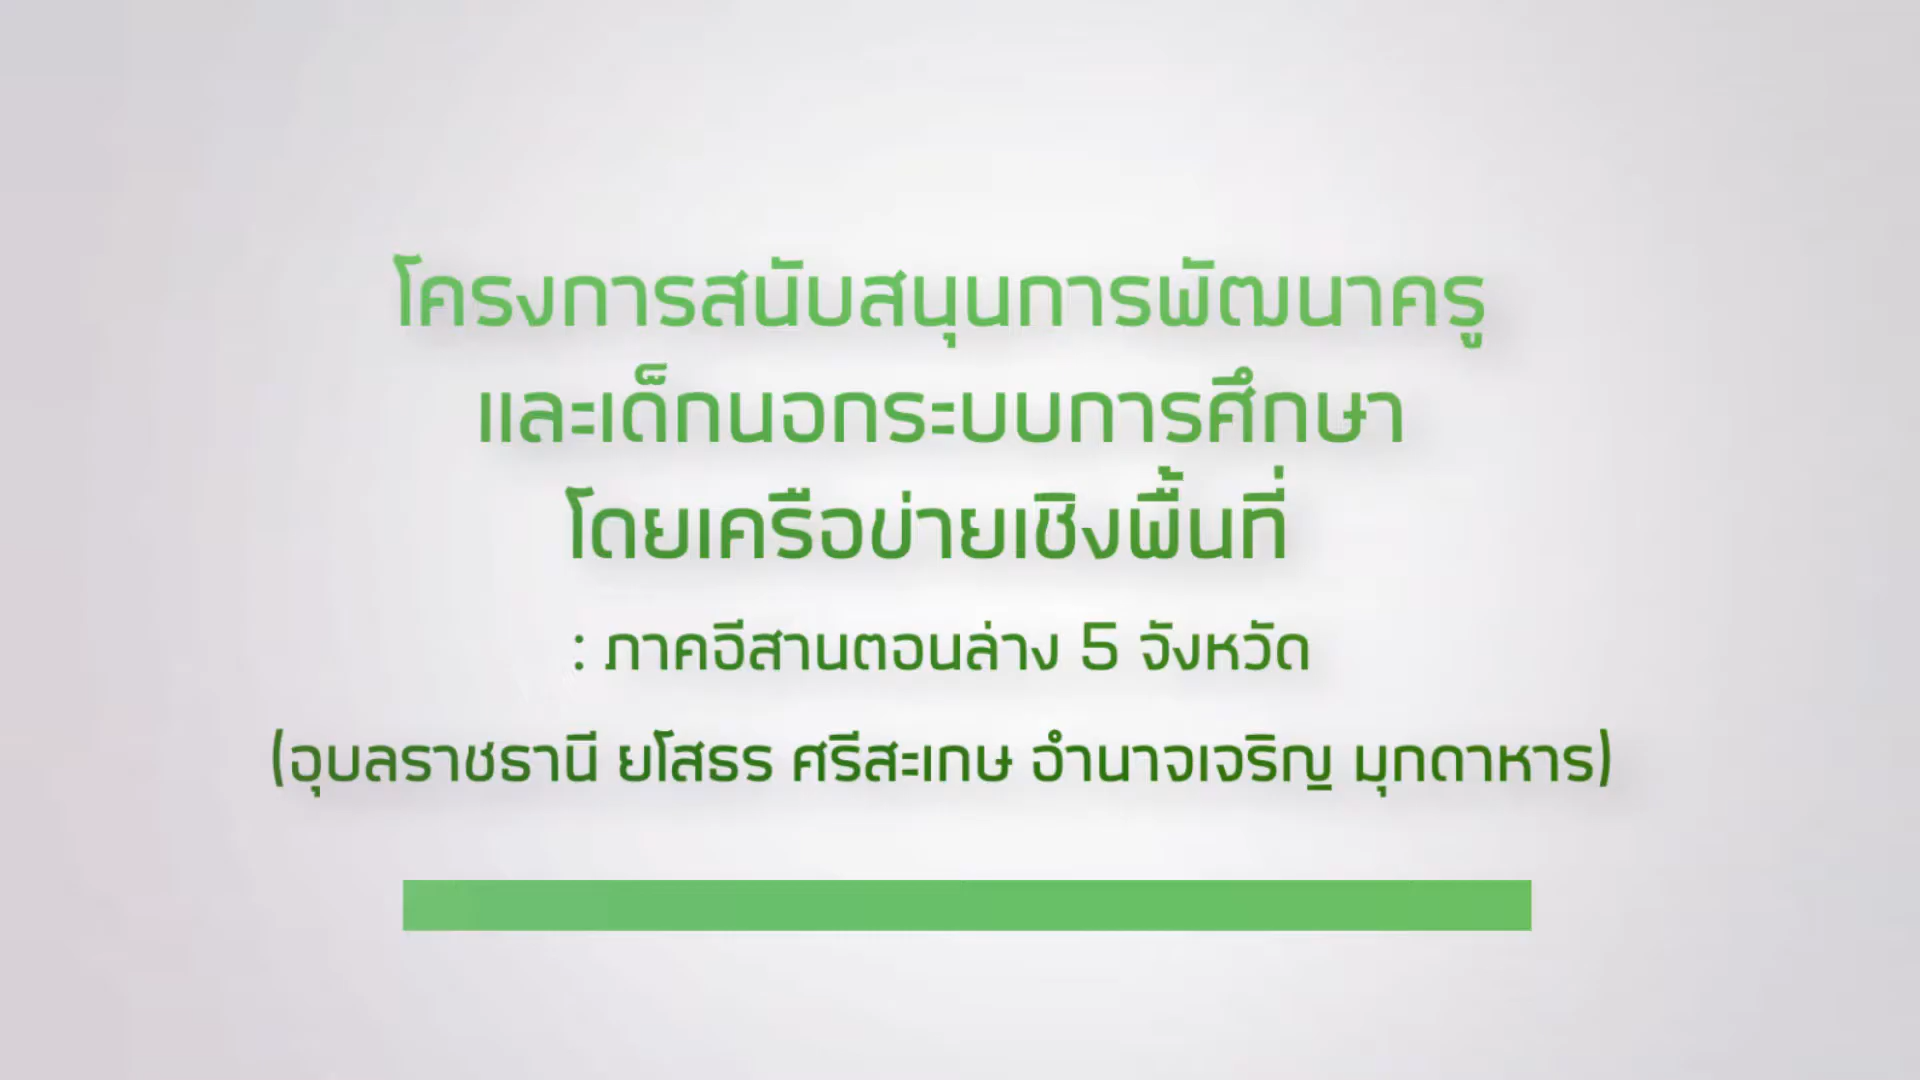 โครงการสนับสนุนการพัฒนาครู
และเด็กนอกระบบการศึกษา
โดยเครือข่ายเชิงพื้นที่
: ภาคอีสานตอนล่าง 5 จังหวัด
(อุบลราชธานี ยโสธร ศรีสะเกษ อำนาจเจริญ มุกดาหาร)